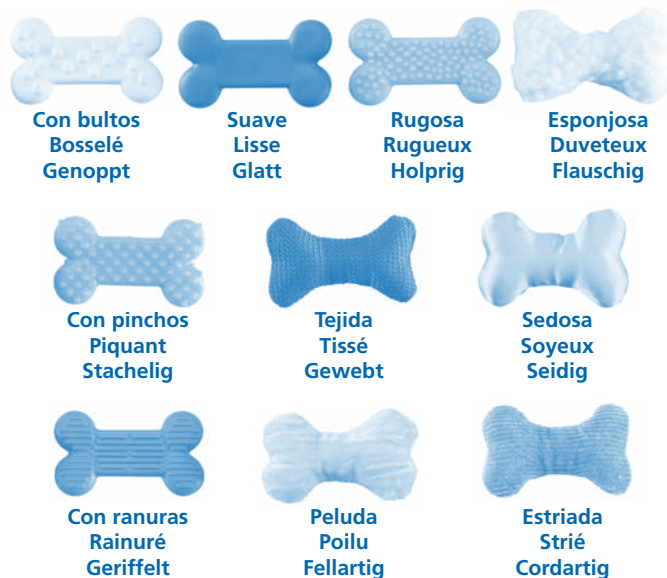 Con bultos
Bosselé
Genoppt
Suave
Lisse
Glatt
Rugosa
Rugueux
Holprig
Esponjosa
Duveteux
Flauschig
Con pinchos
Piquant
Stachelig
Tejida
Tissé
Gewebt
Sedosa
Soyeux
Seidig
Con ranuras
Rainuré
Geriffelt
Peluda
Poilu
Fellartig
Estriada
Strié
Cordartig